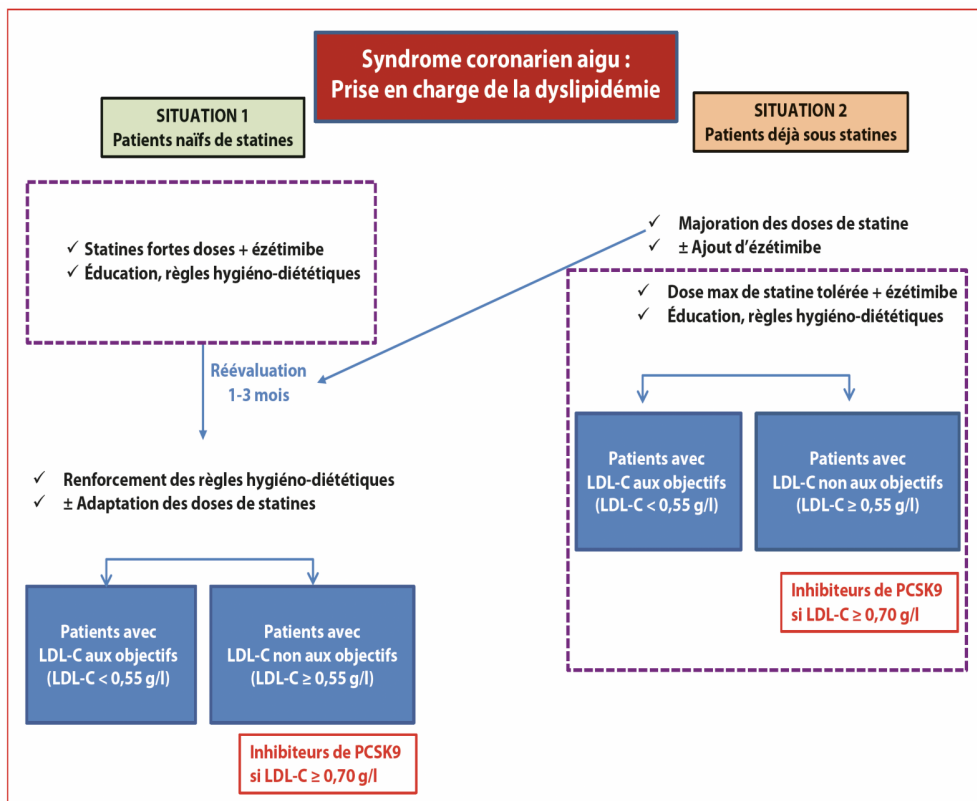 Syndrome coronarien aigu :
Prise en charge de la dyslipidémie
SITUATION 1
Patients naïfs de statines
SITUATION 2
Patients déjà sous statines
✓ Statines fortes doses + ézétimibe
✓ Éducation, règles hygiéno-diététiques
✓ Majoration des doses de statine
✓ ± Ajout d’ézétimibe
✓ Dose max de statine tolérée + ézétimibe
✓ Éducation, règles hygiéno-diététiques
Réévaluation
1-3 mois
✓ Renforcement des règles hygiéno-diététiques
✓ ± Adaptation des doses de statines
Patients avec
LDL-C aux objectifs
(LDL-C < 0,55 g/l)
Patients avec
LDL-C non aux objectifs
(LDL-C ≥ 0,55 g/l)
Inhibiteurs de PCSK9
si LDL-C ≥ 0,70 g/l
Patients avec
LDL-C aux objectifs
(LDL-C < 0,55 g/l)
Patients avec
LDL-C non aux objectifs
(LDL-C ≥ 0,55 g/l)
Inhibiteurs de PCSK9
si LDL-C ≥ 0,70 g/l